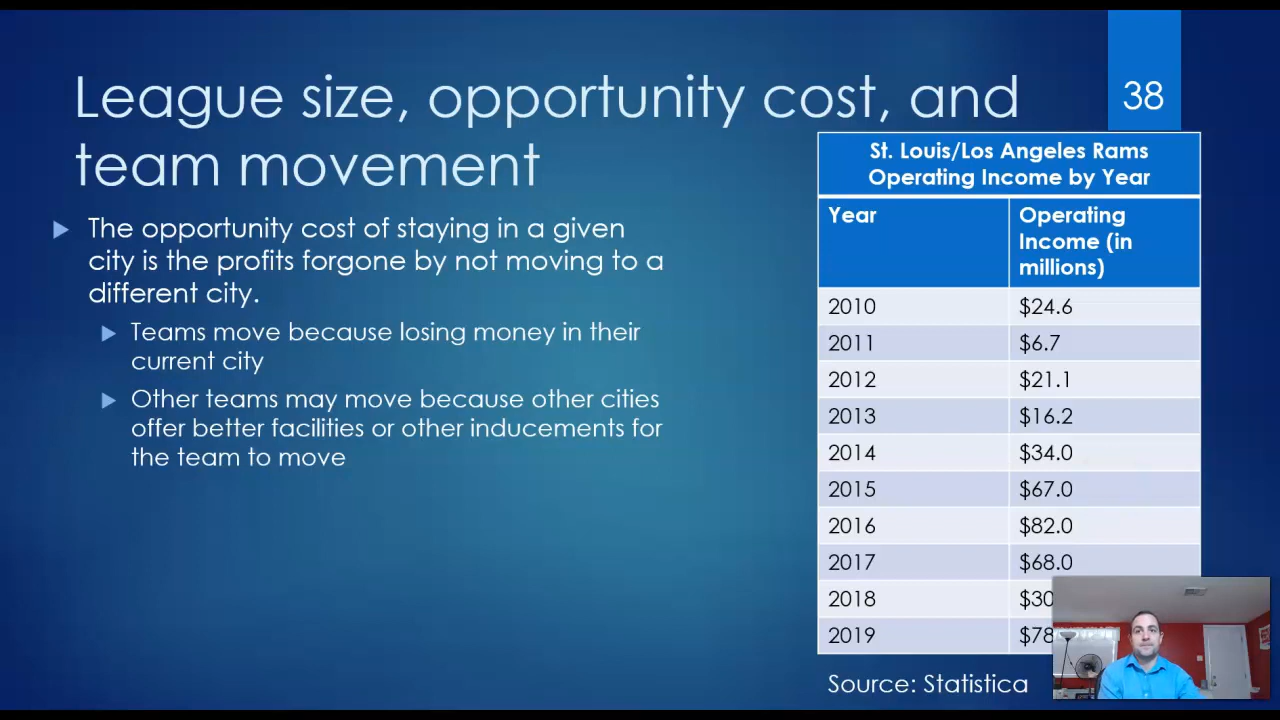 League size, opportunity cost, and
team movement
38
The opportunity cost of staying in a given
city is the profits forgone by not moving to a
different city.
Teams move because losing money in their
current city
Other teams may move because other cities
offer better facilities or other inducements for
the team to move
St. Louis/Los Angeles Rams
Operating Income by Year
Year
Operating
Income (in
millions)
2010 $24.6
2011 $6.7
2012 $21.1
2013 $16.2
2014 $34.0
2015 $67.0
2016 $82.0
2017 $68.0
2018 $30
2019 $78
Source: Statistica